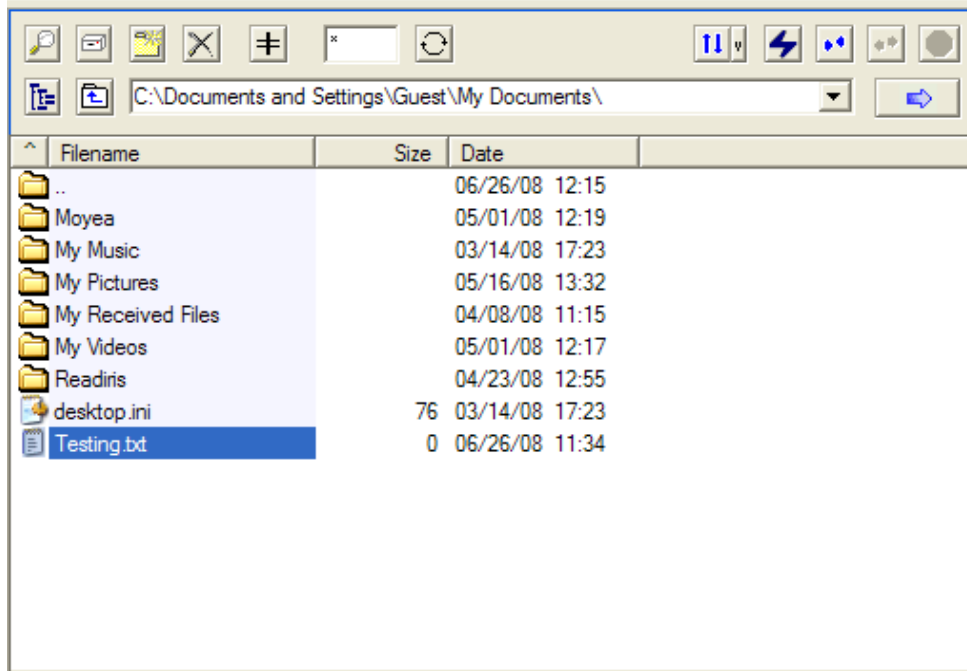 *
C:\Documents and Settings\Guest\My Documents\
^ Filename Size Date
.. 06/26/08 12:15
Moyea 05/01/08 12:19
My Music 03/14/08 17:23
My Pictures 05/16/08 13:32
My Received Files 04/08/08 11:15
My Videos 05/01/08 12:17
Readiris 04/23/08 12:55
desktop.ini 76 03/14/08 17:23
Testing.txt 0 06/26/08 11:34